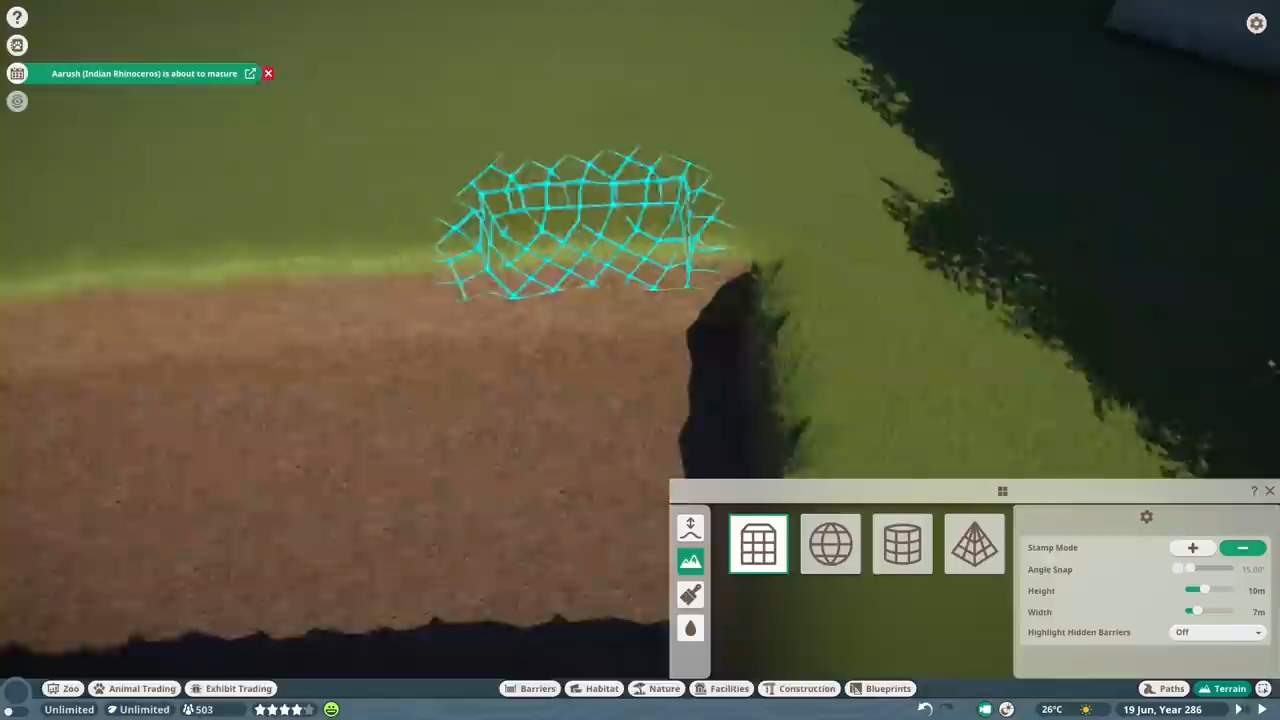 ?
Aarush (Indian Rhinoceros) is about to mature
?
Stamp Mode
Angle Snap 15.00°
Height 10m
Width 7m
Highlight Hidden Barriers Off
Zoo Animal Trading Exhibit Trading Barriers Habitat Nature Facilities Construction Blueprints Paths Terrain
Unlimited Unlimited 503 26°C 19 Jun, Year 286